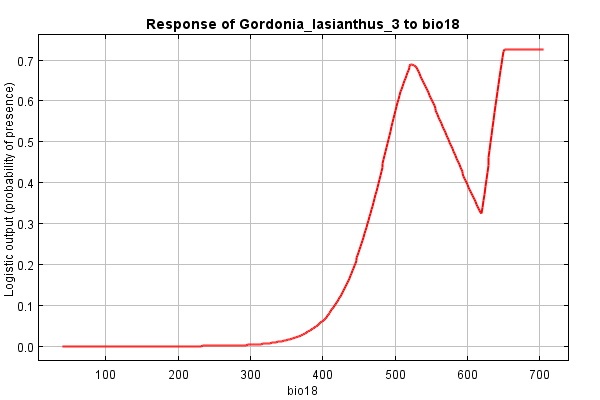 Response of Gordonia_lasianthus_3 to bio18
Logistic output (probability of presence)
0.7
0.6
0.5
0.4
0.3
0.2
0.1
0.0
100 200 300 400 500 600 700
bio18